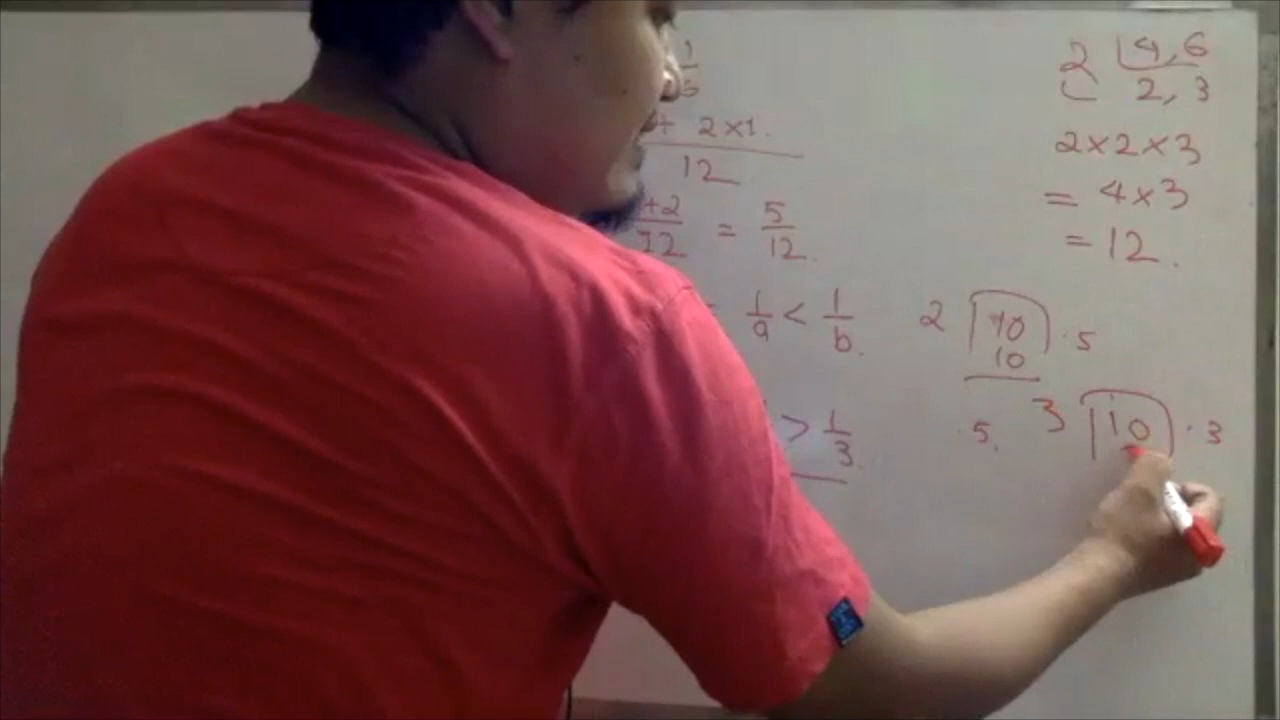 1
+ 2×1.
12
+2/12 = 5/12.
1/a < 1/b.
> 1/3.
2 | 4, 6
2, 3
2×2×3
= 4×3
= 12.
2 10 .5
10
.5.
3 10 .3